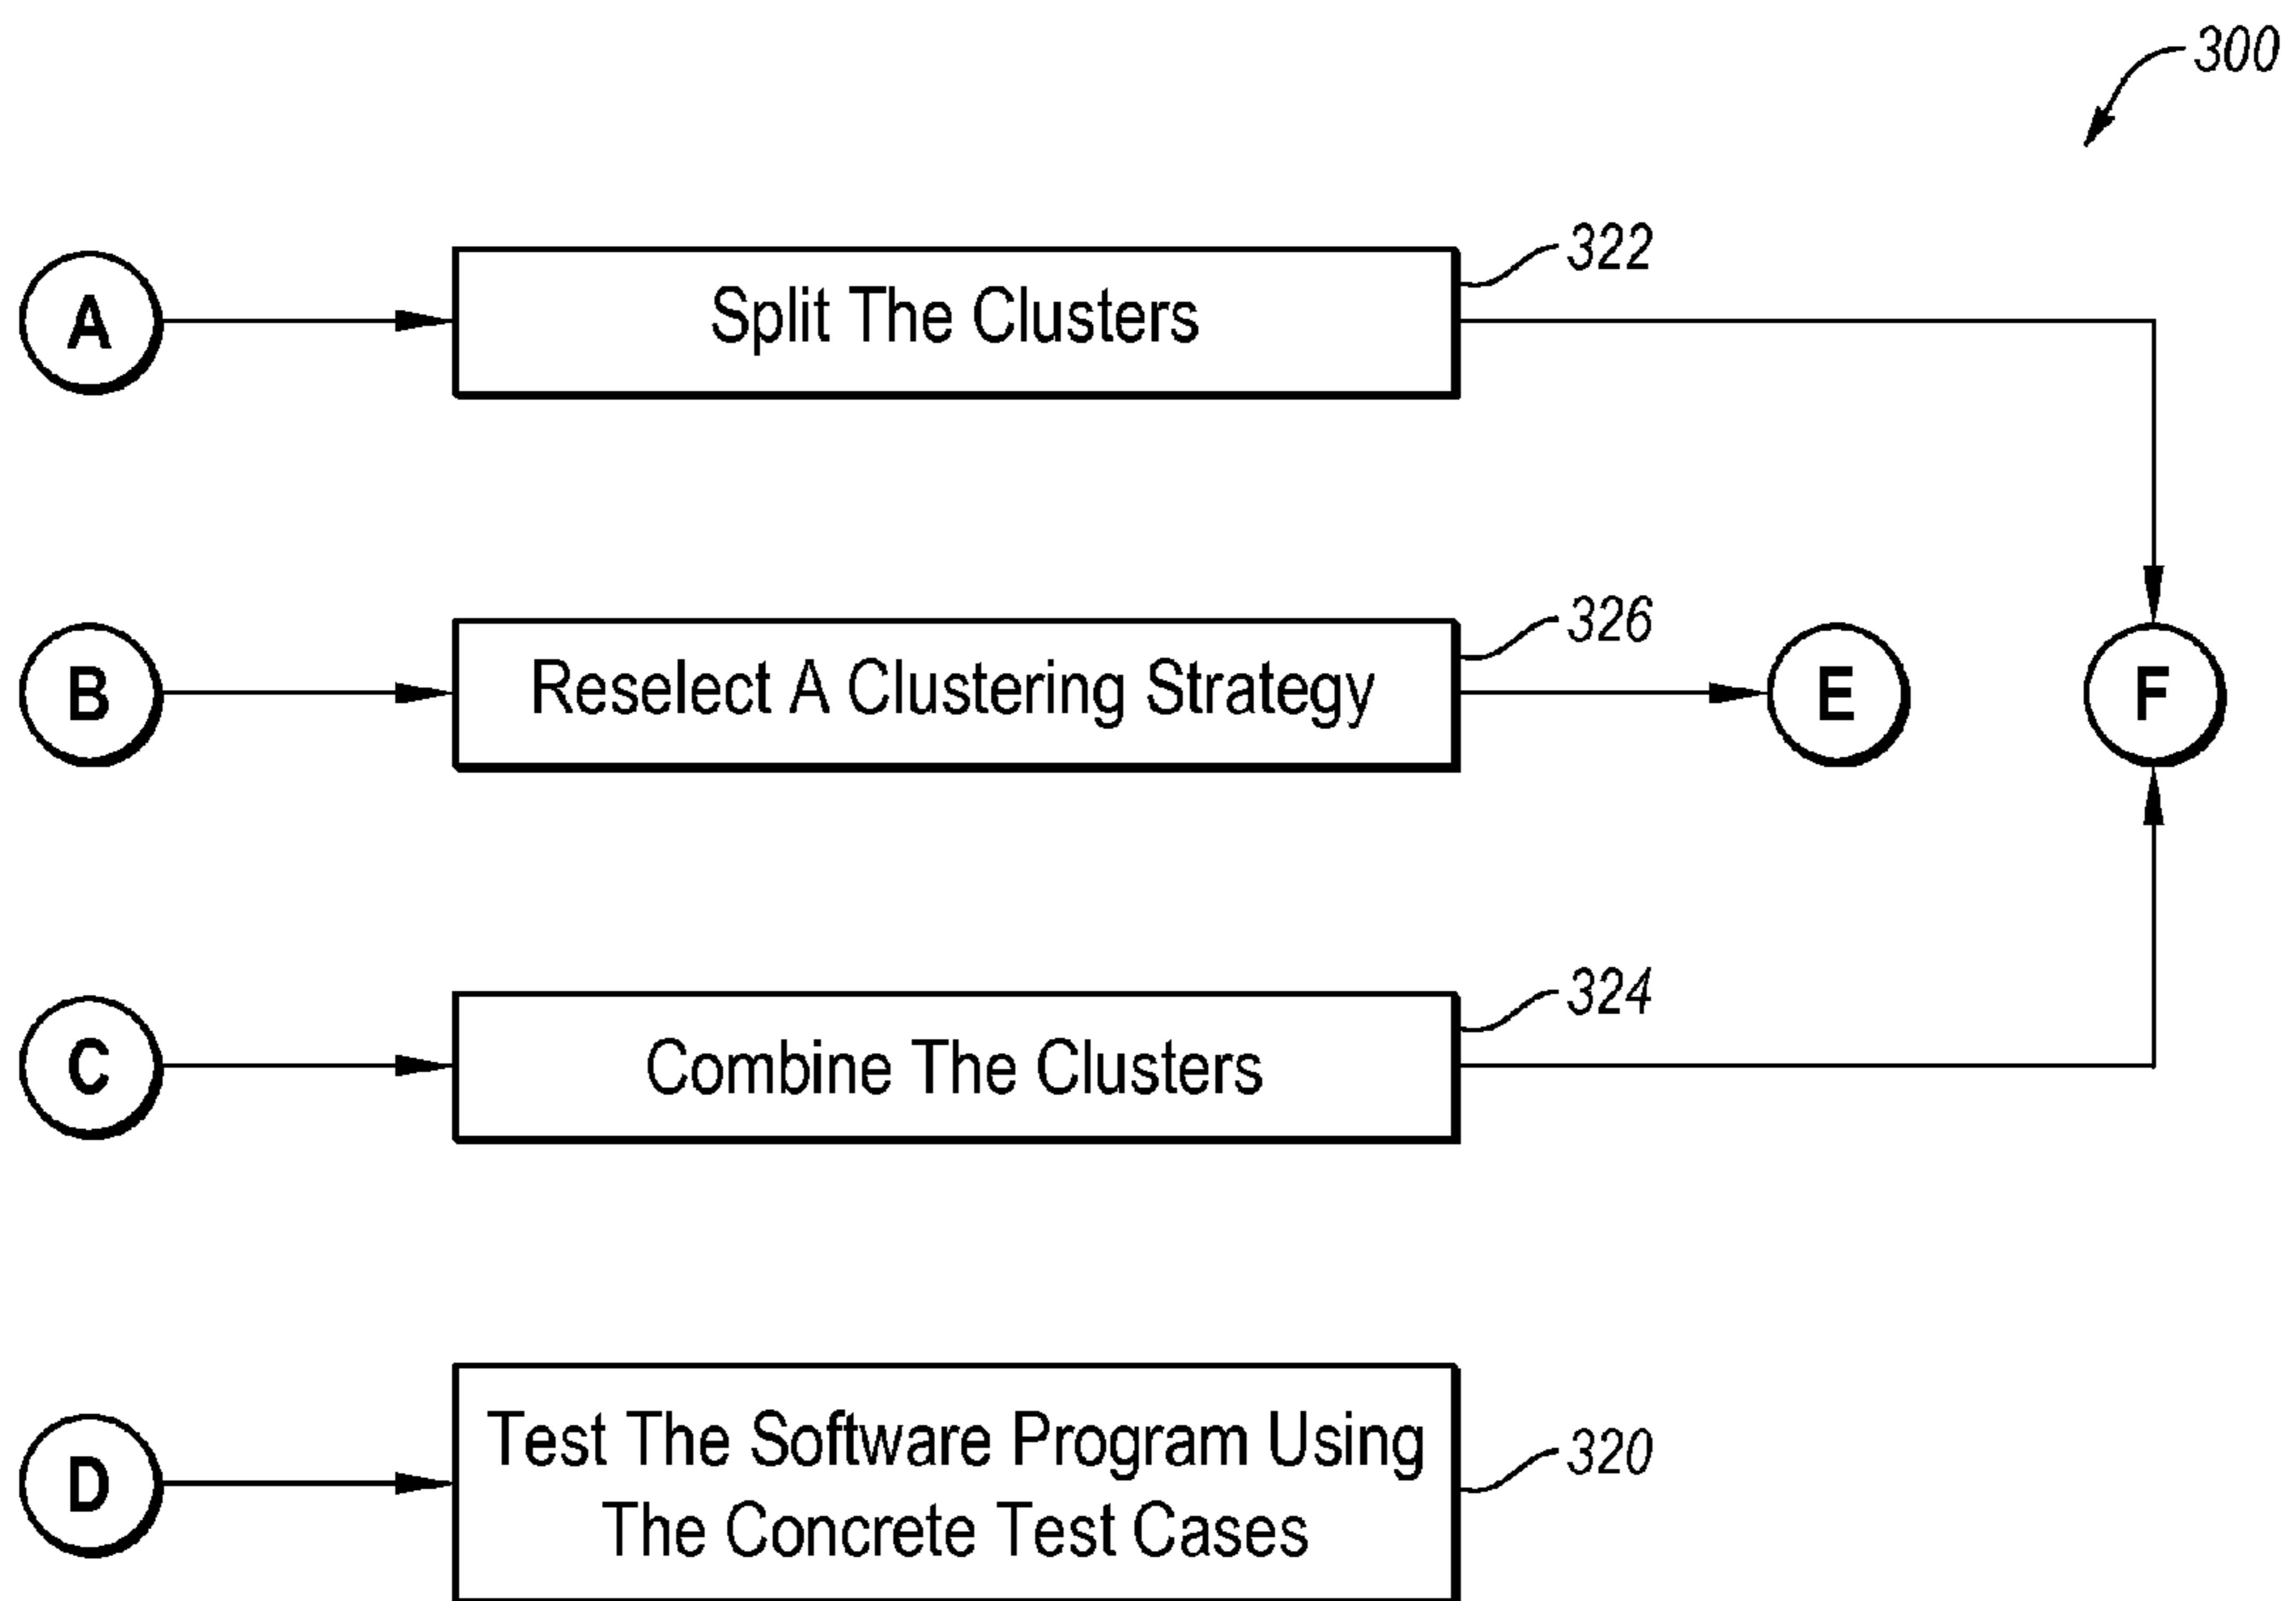 300
322
A
Split The Clusters
326
B
Reselect A Clustering Strategy
E
F
324
C
Combine The Clusters
D
Test The Software Program Using
The Concrete Test Cases
320